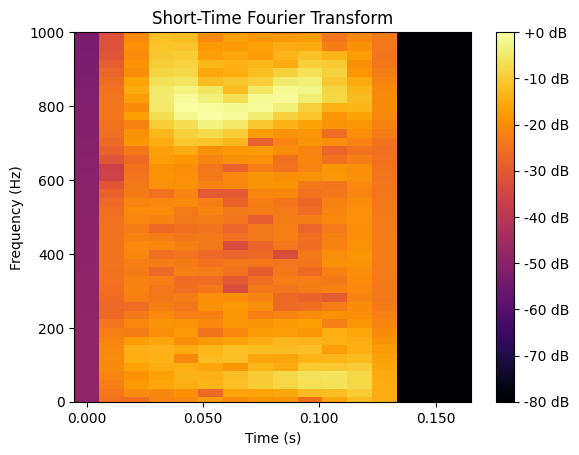 Short-Time Fourier Transform
1000
800
600
400
200
0
Frequency (Hz)
0.000
0.050
0.100
0.150
Time (s)
+0 dB
-10 dB
-20 dB
-30 dB
-40 dB
-50 dB
-60 dB
-70 dB
-80 dB